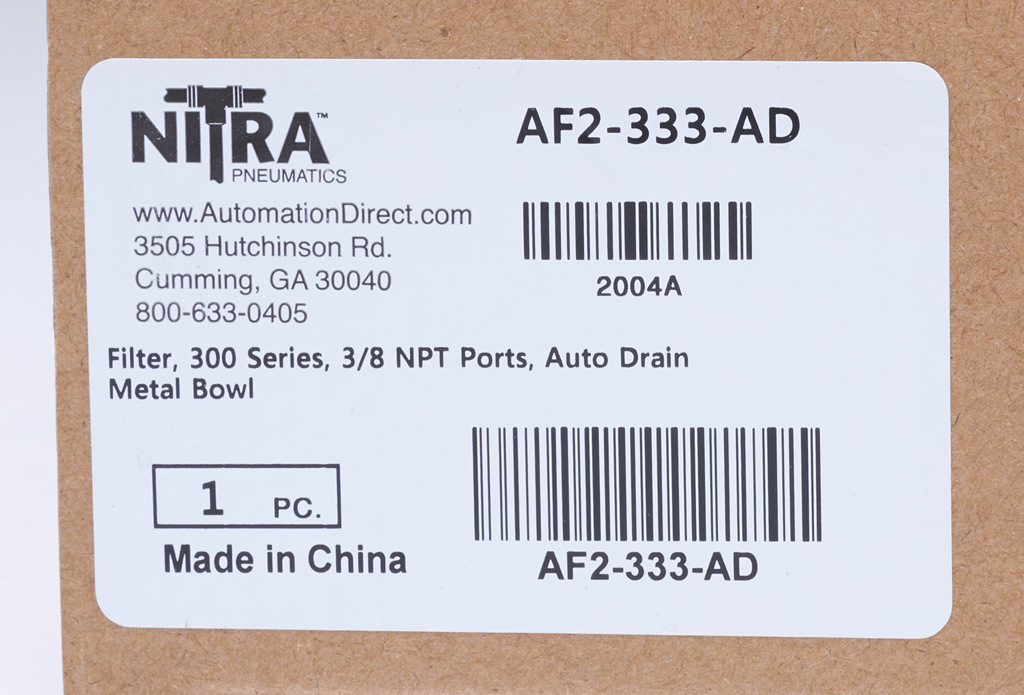 NITRA™
PNEUMATICS
www.AutomationDirect.com
3505 Hutchinson Rd.
Cumming, GA 30040
800-633-0405
AF2-333-AD
2004A
Filter, 300 Series, 3/8 NPT Ports, Auto Drain
Metal Bowl
1 PC.
Made in China
AF2-333-AD